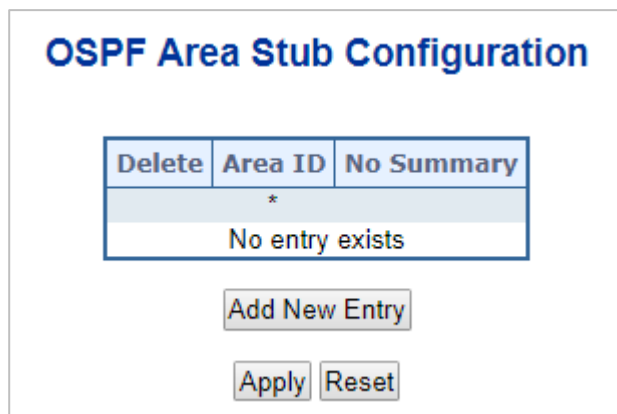 OSPF Area Stub Configuration
Delete Area ID No Summary
*
No entry exists
Add New Entry
Apply Reset